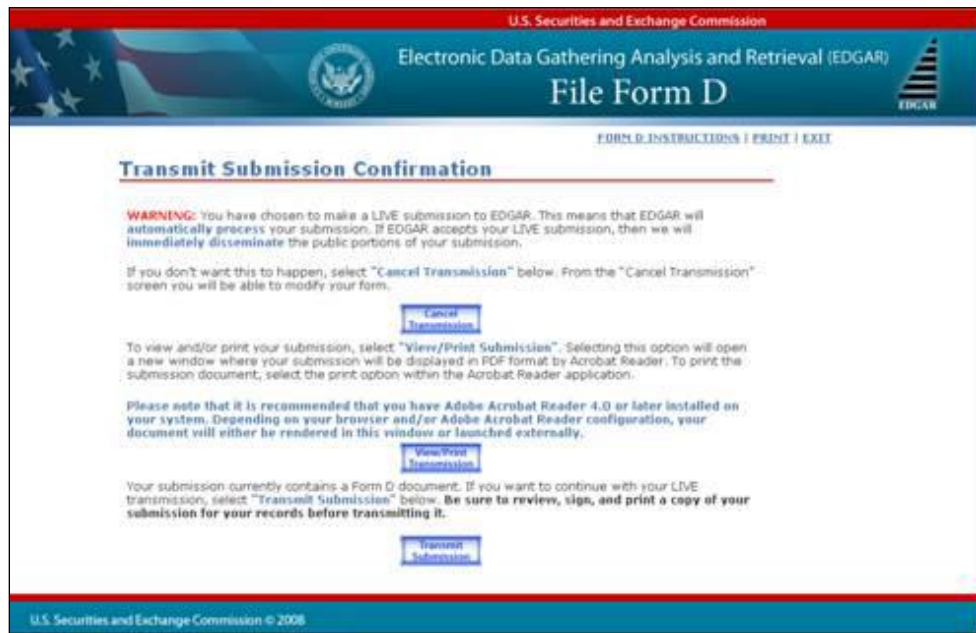 U.S. Securities and Exchange Commission
Electronic Data Gathering Analysis and Retrieval (EDGAR)
File Form D
EDGAR
FORM D INSTRUCTIONS | PRINT | EXIT
Transmit Submission Confirmation
WARNING: You have chosen to make a LIVE submission to EDGAR. This means that EDGAR will
automatically process your submission. If EDGAR accepts your LIVE submission, then we will
immediately disseminate the public portions of your submission.
If you don't want this to happen, select "Cancel Transmission" below. From the "Cancel Transmission"
screen you will be able to modify your form.
Cancel
Transmission
To view and/or print your submission, select "View/Print Submission". Selecting this option will open
a new window where your submission will be displayed in PDF format by Acrobat Reader. To print the
submission document, select the print option within the Acrobat Reader application.
Please note that it is recommended that you have Adobe Acrobat Reader 4.0 or later installed on
your system. Depending on your browser and/or Adobe Acrobat Reader configuration, your
document will either be rendered in this window or launched externally.
View/Print
Transmission
Your submission currently contains a Form D document. If you want to continue with your LIVE
transmission, select "Transmit Submission" below. Be sure to review, sign, and print a copy of your
submission for your records before transmitting it.
Transmit
Submission
U.S. Securities and Exchange Commission © 2008